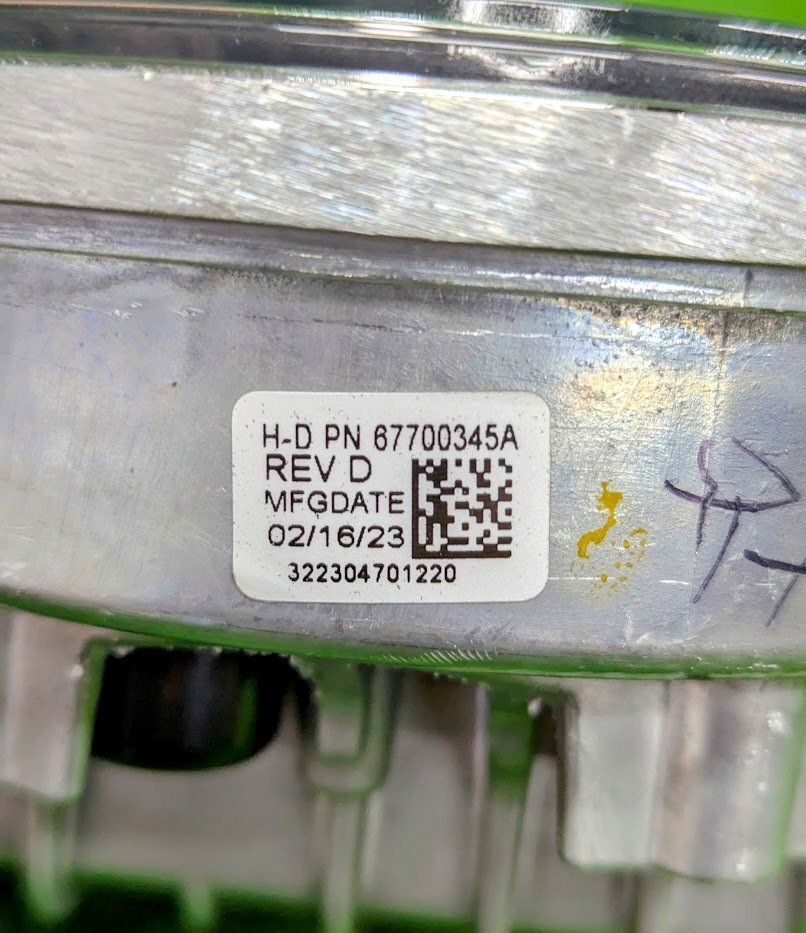 H-D PN 67700345A
REV D
MFGDATE
02/16/23
322304701220